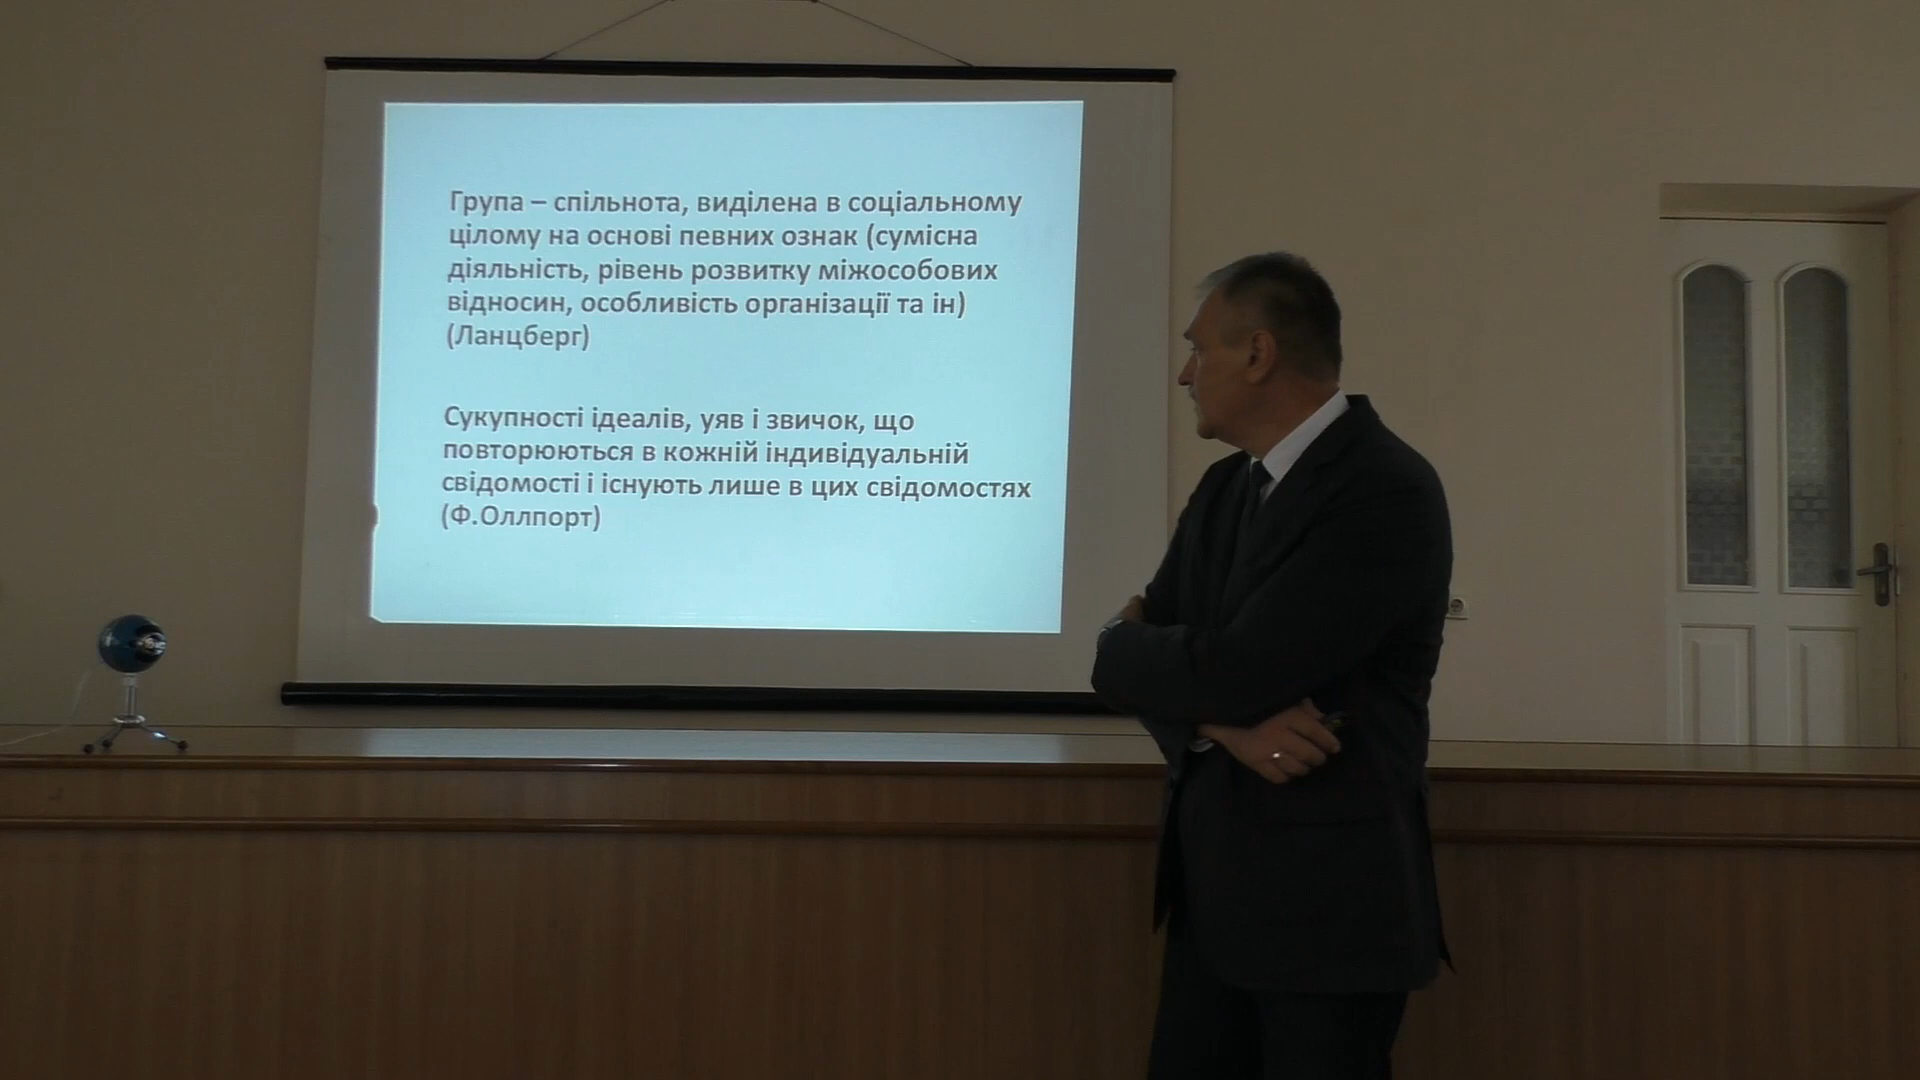 Група – спільнота, виділена в соціальному
цілому на основі певних ознак (сумісна
діяльність, рівень розвитку міжособових
відносин, особливість організації та ін)
(Ланцберг)
Сукупності ідеалів, уяв і звичок, що
повторюються в кожній індивідуальній
свідомості і існують лише в цих свідомостях
(Ф.Оллпорт)